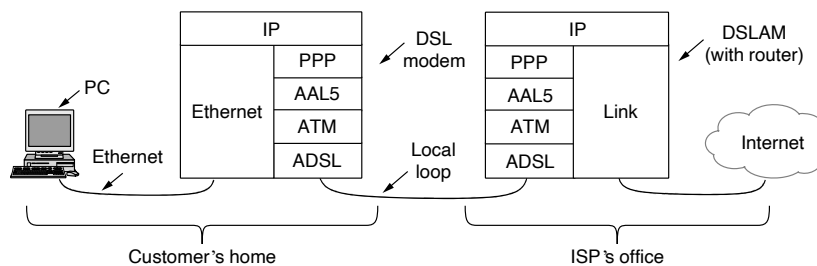 IP
PPP
AAL5
ATM
ADSL
Ethernet
DSL
modem
PC
Ethernet
Local
loop
IP
PPP
AAL5
ATM
ADSL
Link
DSLAM
(with router)
Internet
Customer's home
ISP's office